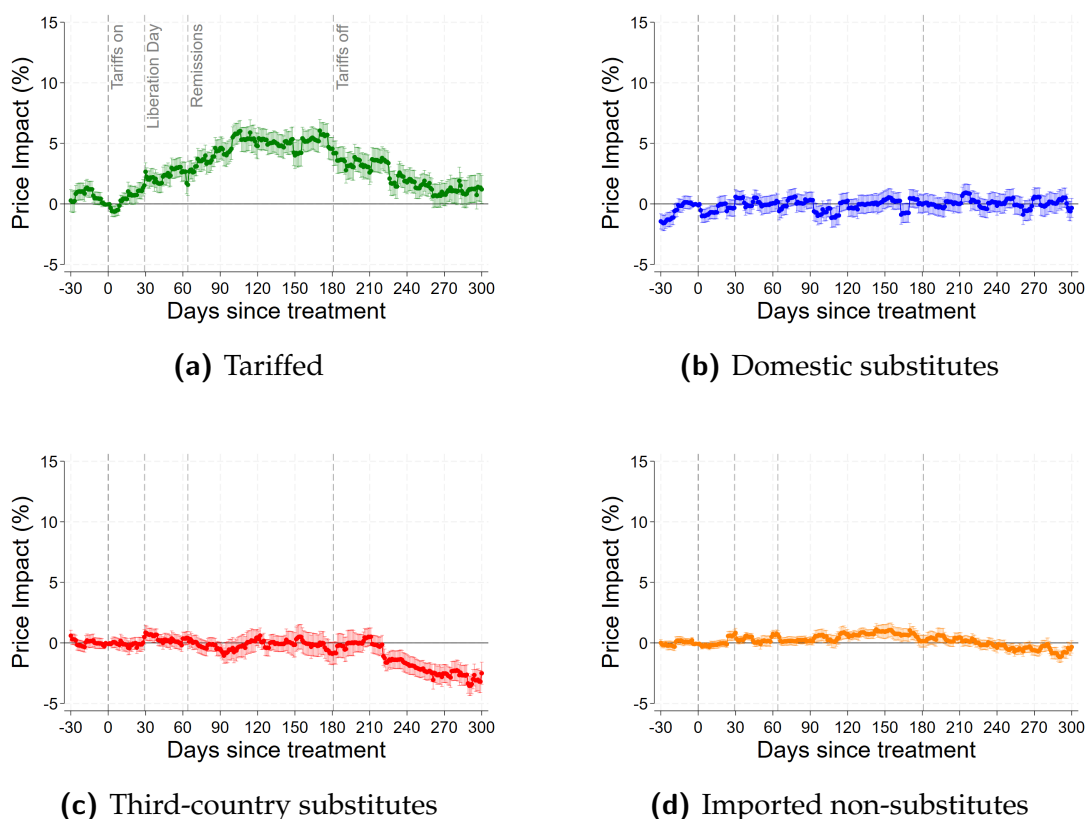 Price Impact (%)
15
10
5
0
-5
Tariffs on
Liberation Day
Remissions
Tariffs off
-30 0 30 60 90 120 150 180 210 240 270 300
Days since treatment
(a) Tariffed
Price Impact (%)
15
10
5
0
-5
-30 0 30 60 90 120 150 180 210 240 270 300
Days since treatment
(b) Domestic substitutes
Price Impact (%)
15
10
5
0
-5
-30 0 30 60 90 120 150 180 210 240 270 300
Days since treatment
(c) Third-country substitutes
Price Impact (%)
15
10
5
0
-5
-30 0 30 60 90 120 150 180 210 240 270 300
Days since treatment
(d) Imported non-substitutes